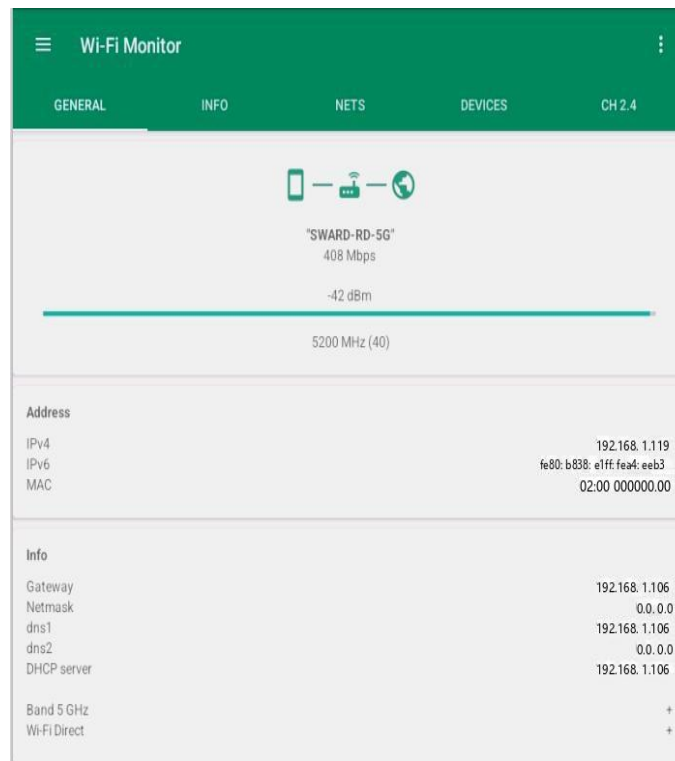 Wi-Fi Monitor
GENERAL INFO NETS DEVICES CH 2.4
"SWARD-RD-5G"
408 Mbps
-42 dBm
5200 MHz (40)
Address
IPv4 192.168. 1.119
IPv6 fe80: b838: e1ff: fea4: eeb3
MAC 02:00 000000.00
Info
Gateway 192.168. 1.106
Netmask 0.0. 0.0
dns1 192.168. 1.106
dns2 0.0. 0.0
DHCP server 192.168. 1.106
Band 5 GHz +
Wi-Fi Direct +